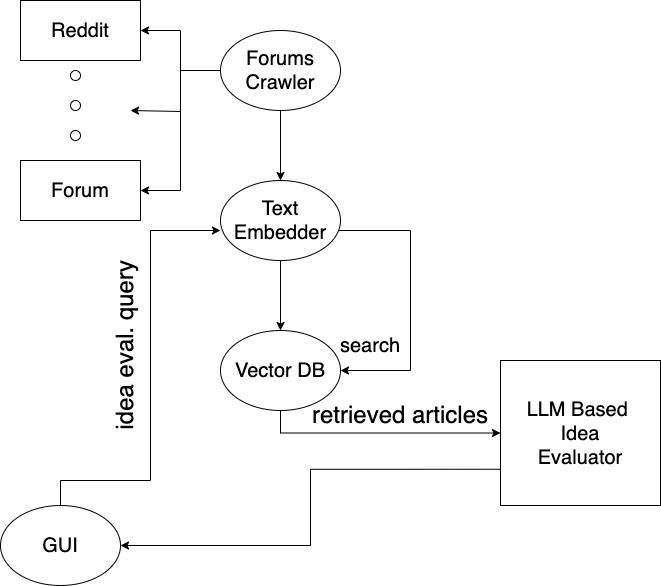 Reddit
Forums
Crawler
Forum
Text
Embedder
idea eval. query
search
Vector DB
retrieved articles
LLM Based
Idea
Evaluator
GUI